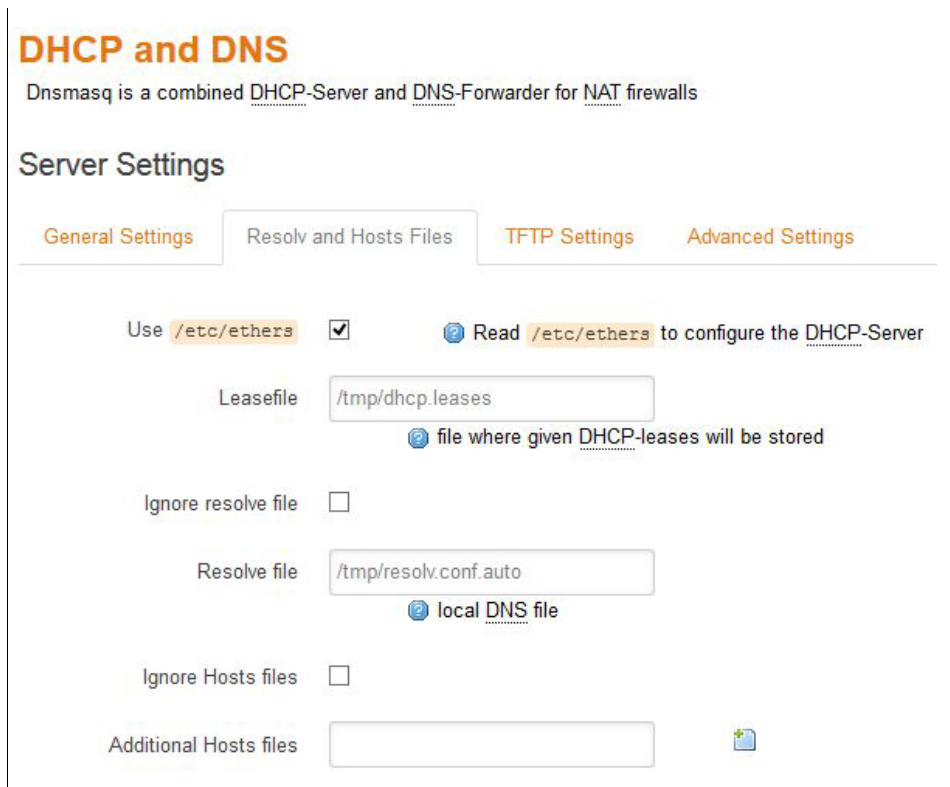 DHCP and DNS
Dnsmasq is a combined DHCP-Server and DNS-Forwarder for NAT firewalls
Server Settings
General Settings Resolv and Hosts Files TFTP Settings Advanced Settings
Use /etc/ethers Read /etc/ethers to configure the DHCP-Server
Leasefile /tmp/dhcp.leases
file where given DHCP-leases will be stored
Ignore resolve file
Resolve file /tmp/resolv.conf.auto
local DNS file
Ignore Hosts files
Additional Hosts files